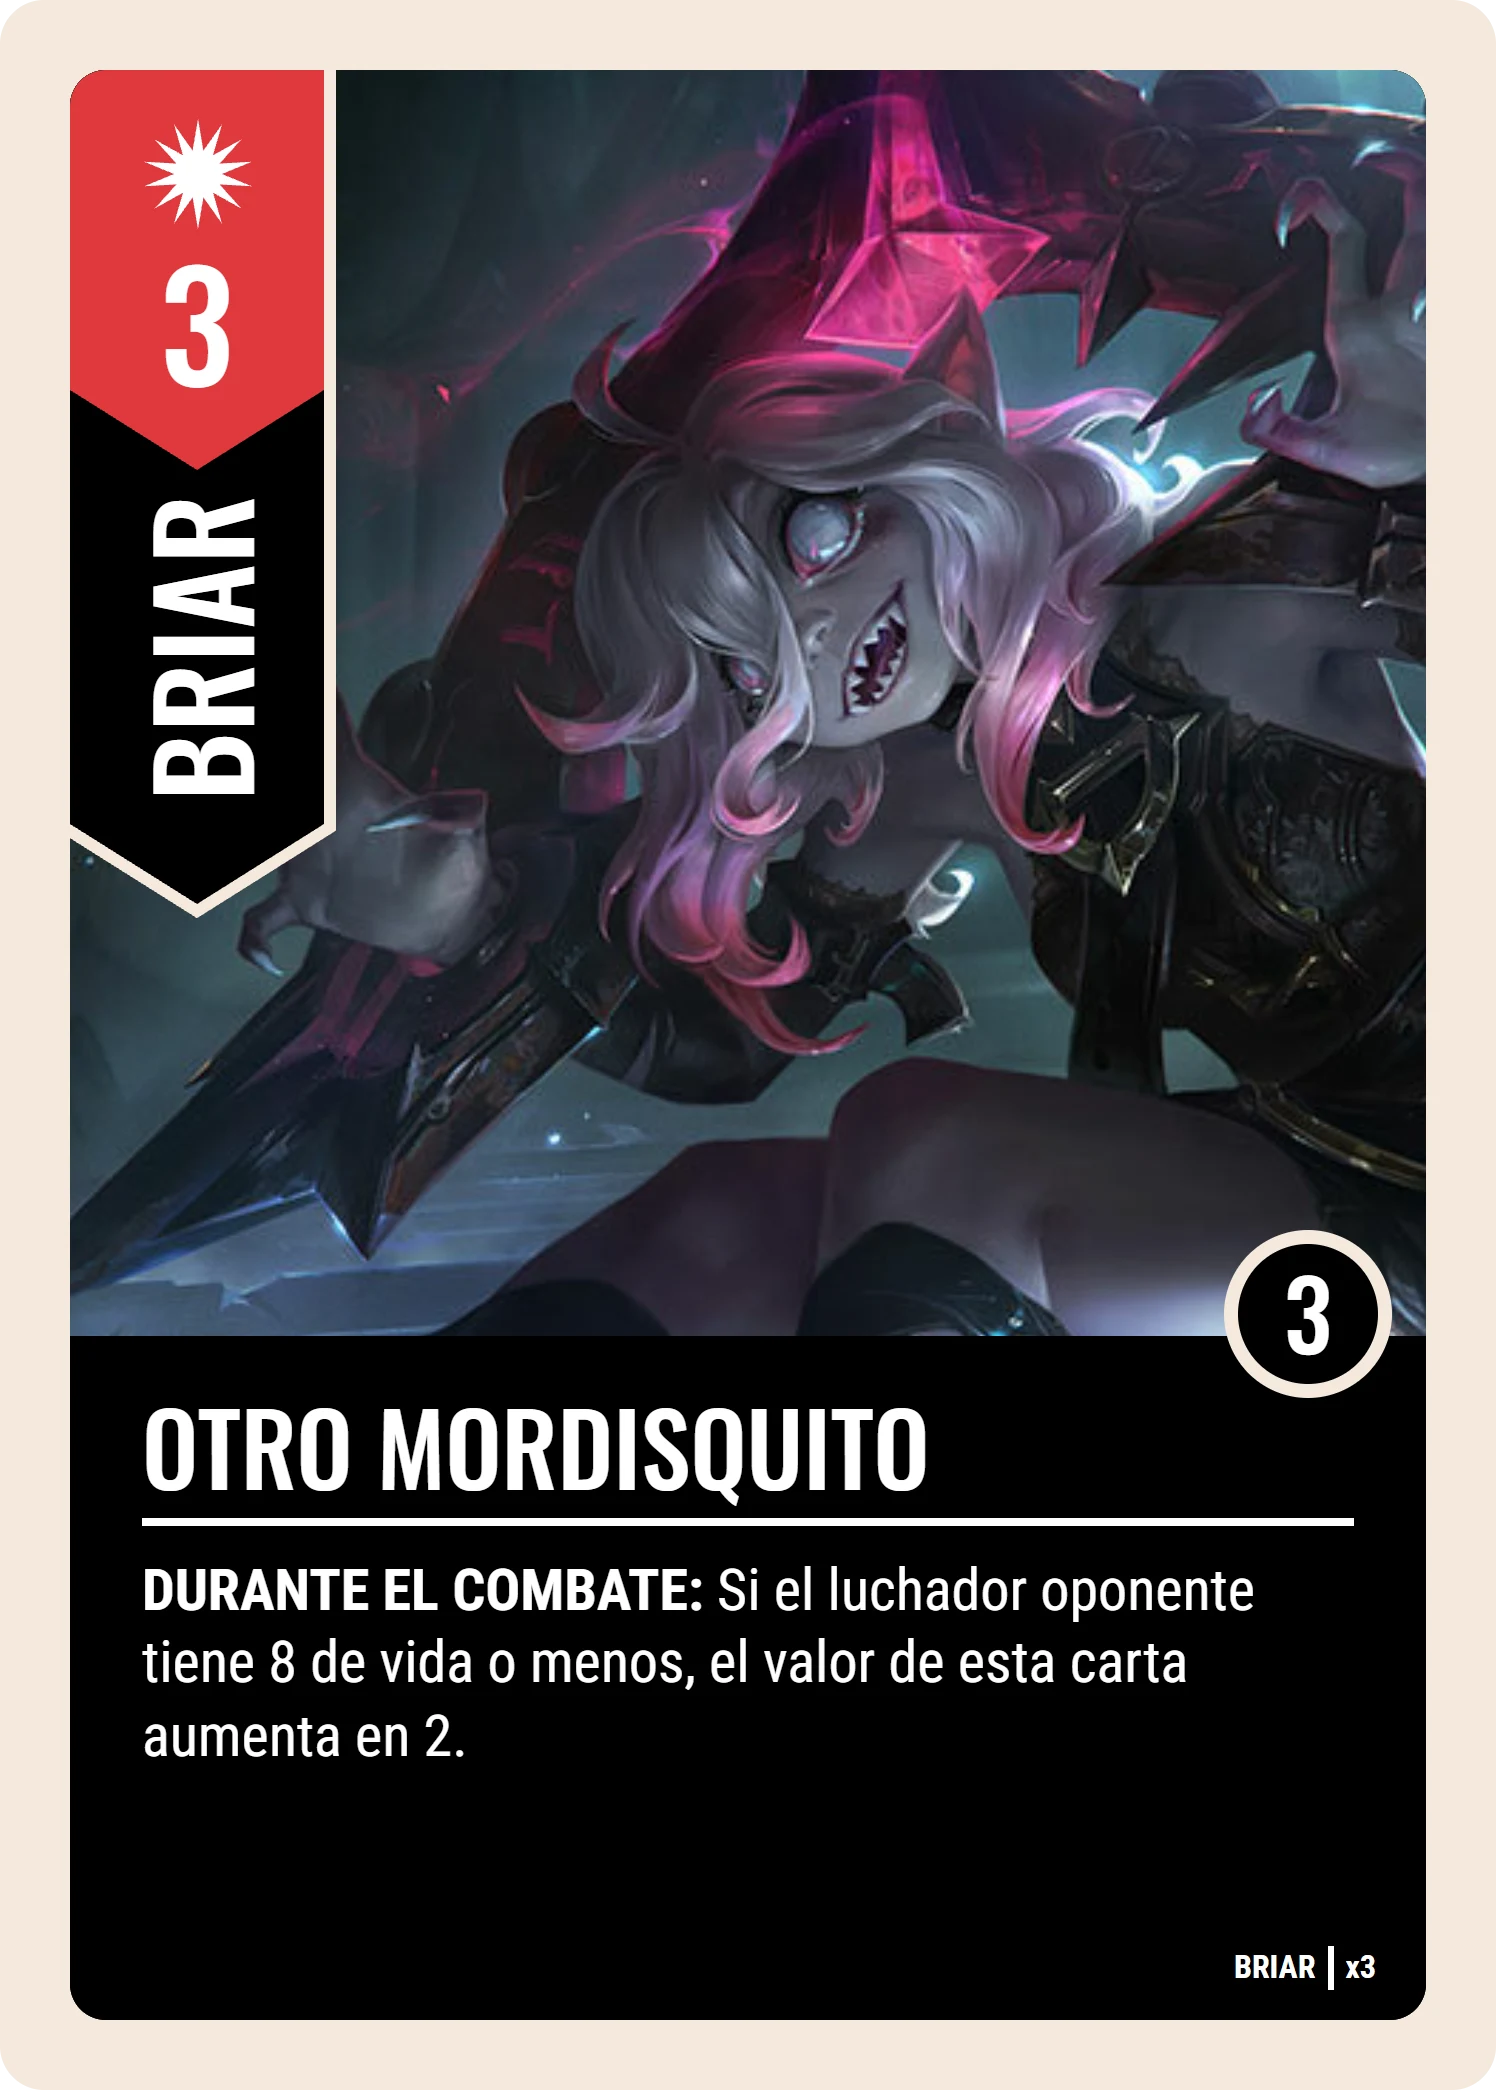 3
BRIAR
3
OTRO MORDISQUITO
DURANTE EL COMBATE: Si el luchador oponente
tiene 8 de vida o menos, el valor de esta carta
aumenta en 2.
BRIAR | x3